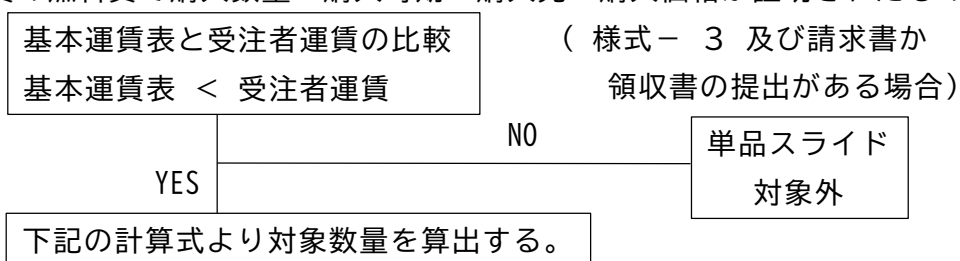 基本運賃表と受注者運賃の比較
基本運賃表 < 受注者運賃
( 様式－ 3 及び請求書か
領収書の提出がある場合)
NO
単品スライド
対象外
YES
下記の計算式より対象数量を算出する。